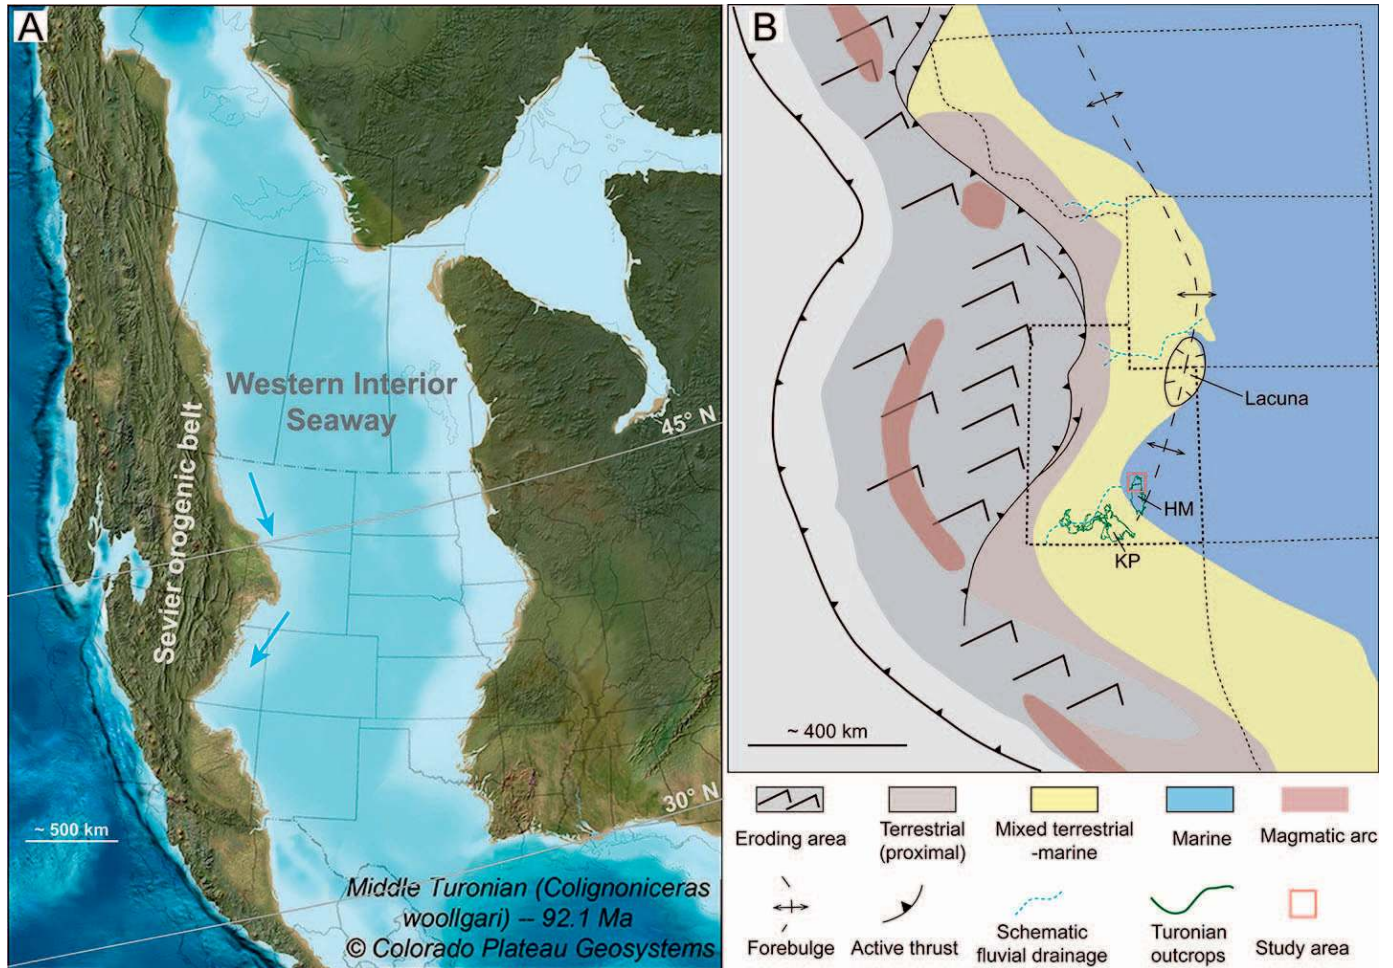 A
Western Interior
Seaway
Sevier orogenic belt
45° N
30° N
~ 500 km
Middle Turonian (Colignoniceras
woollgari) -- 92.1 Ma
© Colorado Plateau Geosystems
B
Lacuna
HM
KP
~ 400 km
Eroding area
Terrestrial
(proximal)
Mixed terrestrial
-marine
Marine
Magmatic arc
Forebulge
Active thrust
Schematic
fluvial drainage
Turonian
outcrops
Study area